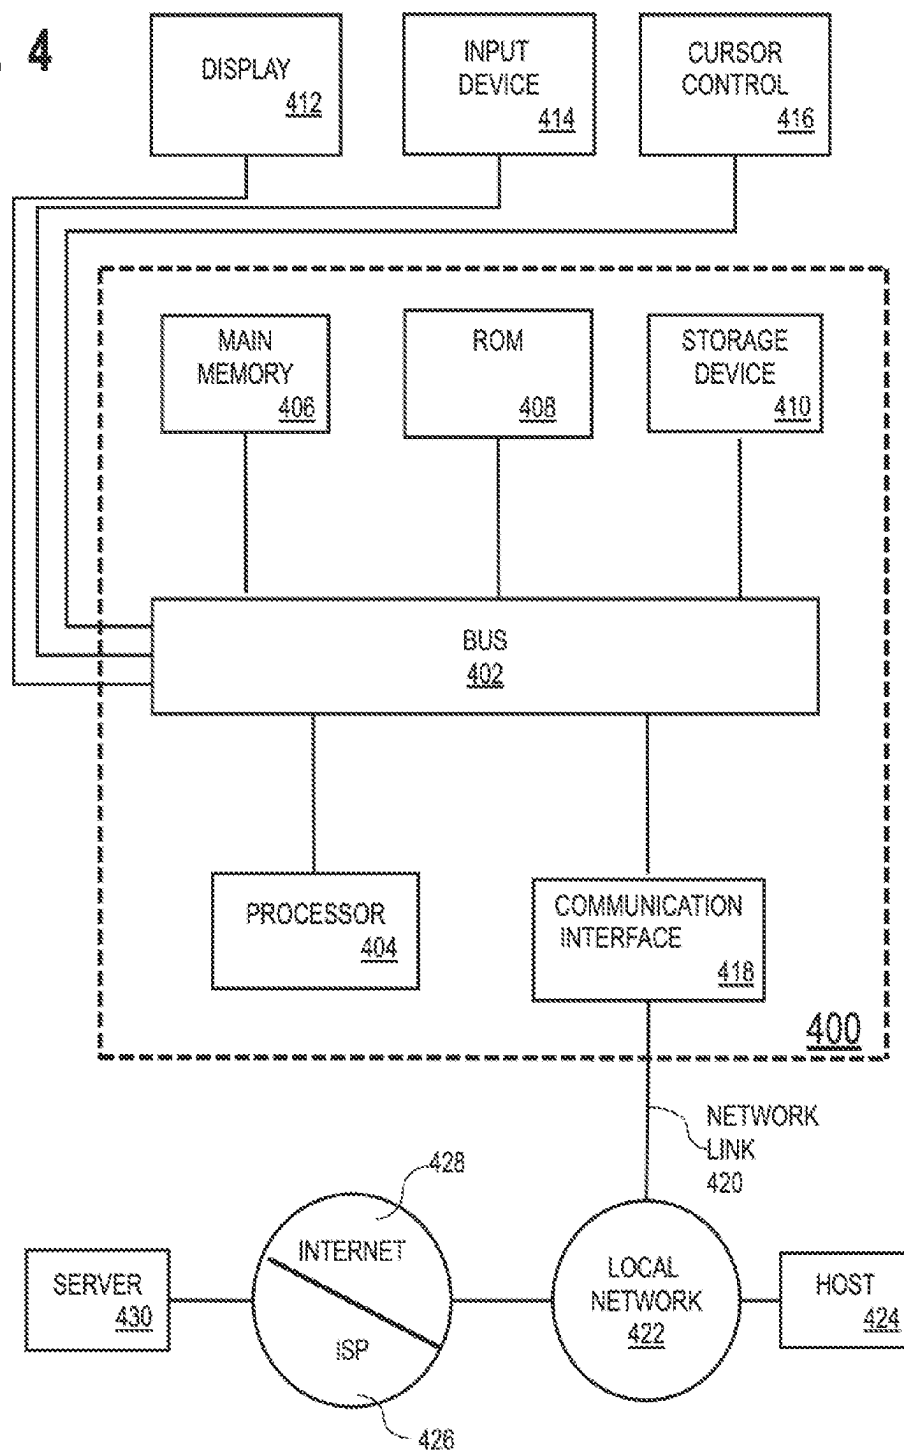 . 4
DISPLAY
412
INPUT
DEVICE
414
CURSOR
CONTROL
416
MAIN
MEMORY
406
ROM
408
STORAGE
DEVICE
410
BUS
402
PROCESSOR
404
COMMUNICATION
INTERFACE
418
400
NETWORK
LINK
420
428
INTERNET
ISP
426
SERVER
430
LOCAL
NETWORK
422
HOST
424